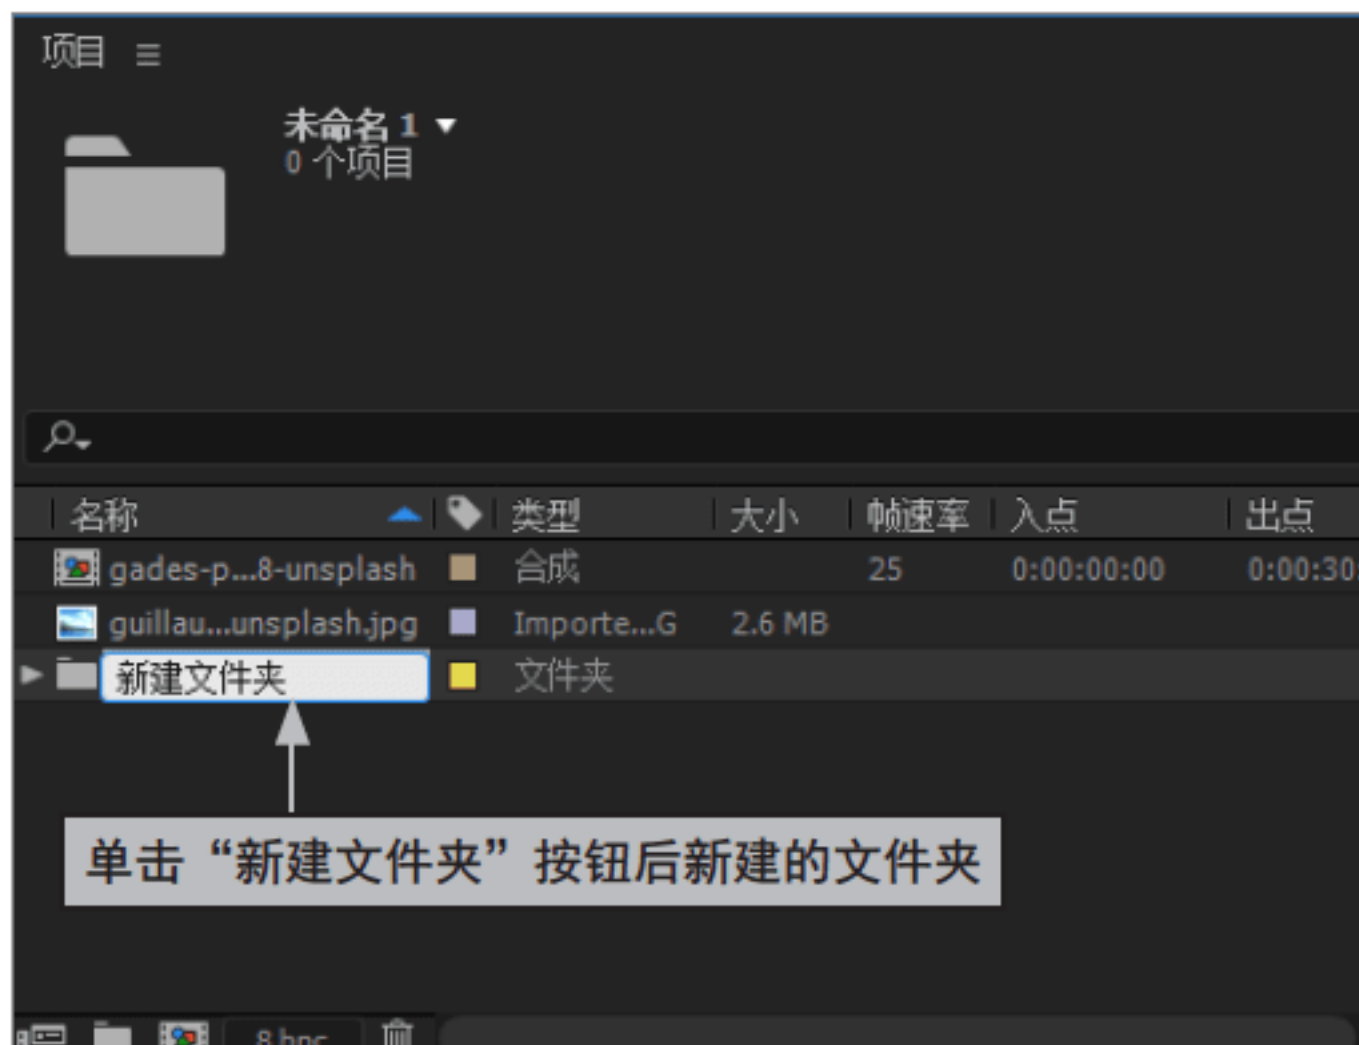 项目
未命名 1
0 个项目
名称 类型 大小 帧速率 入点 出点
gades-p...8-unsplash 合成 25 0:00:00:00 0:00:30:
guillau...unsplash.jpg Importe...G 2.6 MB
新建文件夹 文件夹
单击“新建文件夹”按钮后新建的文件夹
8 bpc